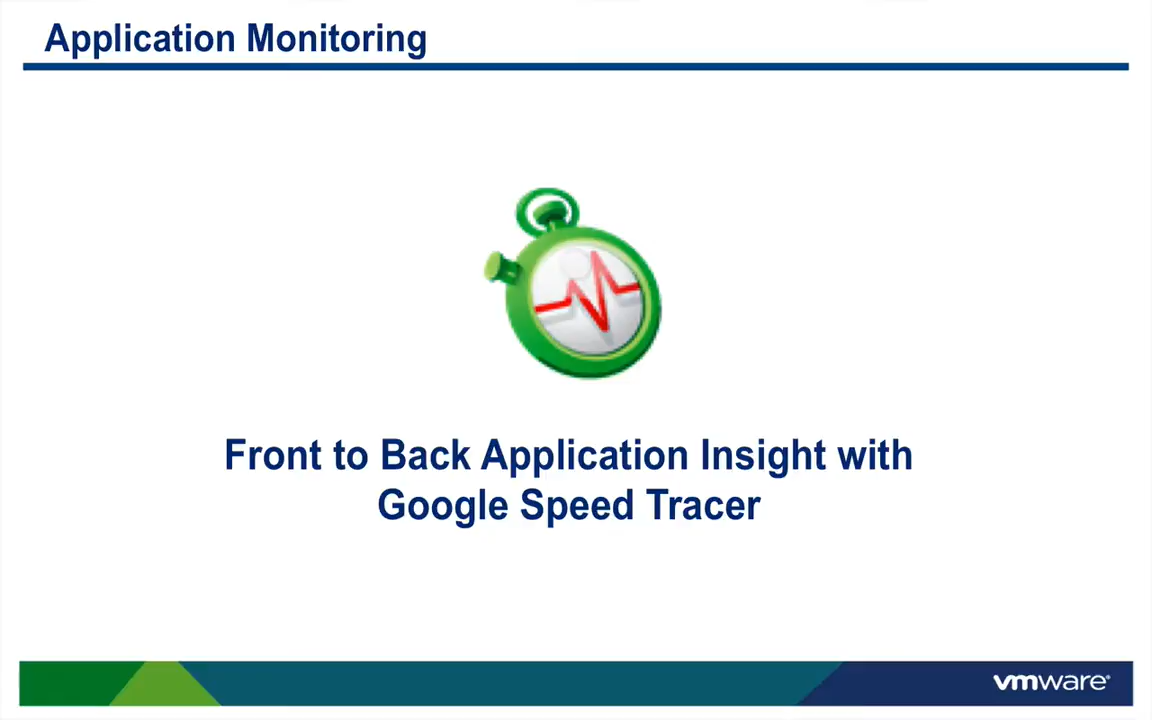 Application Monitoring
Front to Back Application Insight with
Google Speed Tracer
vmware®